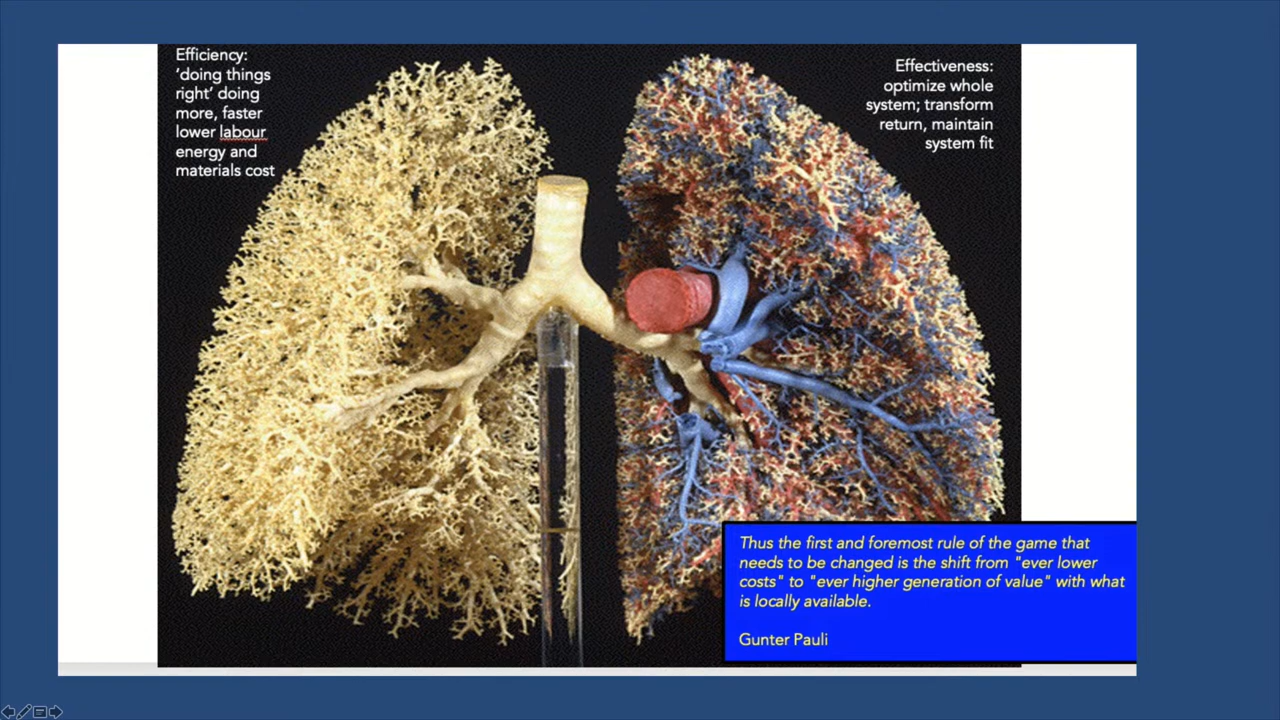 Efficiency:
‘doing things
right’ doing
more, faster
lower labour
energy and
materials cost
Effectiveness:
optimize whole
system; transform
return, maintain
system fit
Thus the first and foremost rule of the game that
needs to be changed is the shift from "ever lower
costs" to "ever higher generation of value" with what
is locally available.
Gunter Pauli